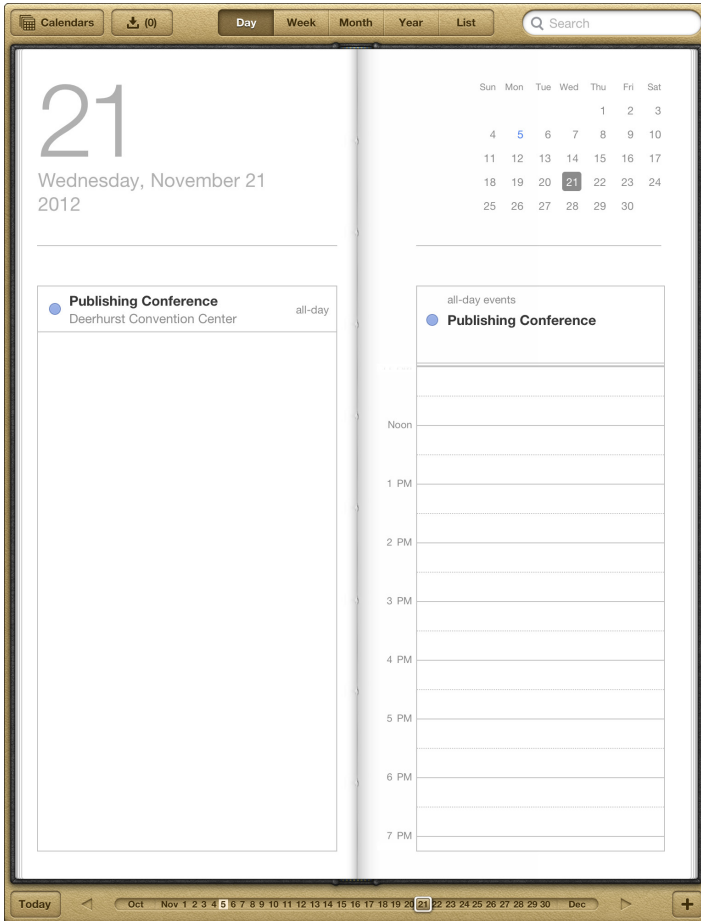 Calendars (0) Day Week Month Year List Search
21
Wednesday, November 21
2012
Sun Mon Tue Wed Thu Fri Sat
1 2 3
4 5 6 7 8 9 10
11 12 13 14 15 16 17
18 19 20 21 22 23 24
25 26 27 28 29 30
Publishing Conference
Deerhurst Convention Center
all-day
all-day events
Publishing Conference
Noon
1 PM
2 PM
3 PM
4 PM
5 PM
6 PM
7 PM
Today Oct Nov 1 2 3 4 5 6 7 8 9 10 11 12 13 14 15 16 17 18 19 20 21 22 23 24 25 26 27 28 29 30 Dec +